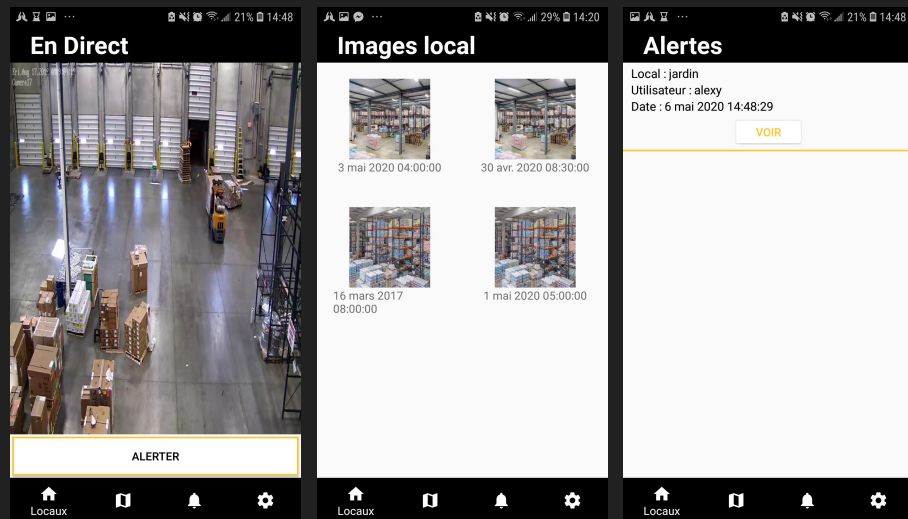 21% 14:48
En Direct
Camera17
ALERTER
Locaux
29% 14:20
Images local
3 mai 2020 04:00:00
30 avr. 2020 08:30:00
16 mars 2017
08:00:00
1 mai 2020 05:00:00
Locaux
21% 14:48
Alertes
Local : jardin
Utilisateur : alexy
Date : 6 mai 2020 14:48:29
VOIR
Locaux